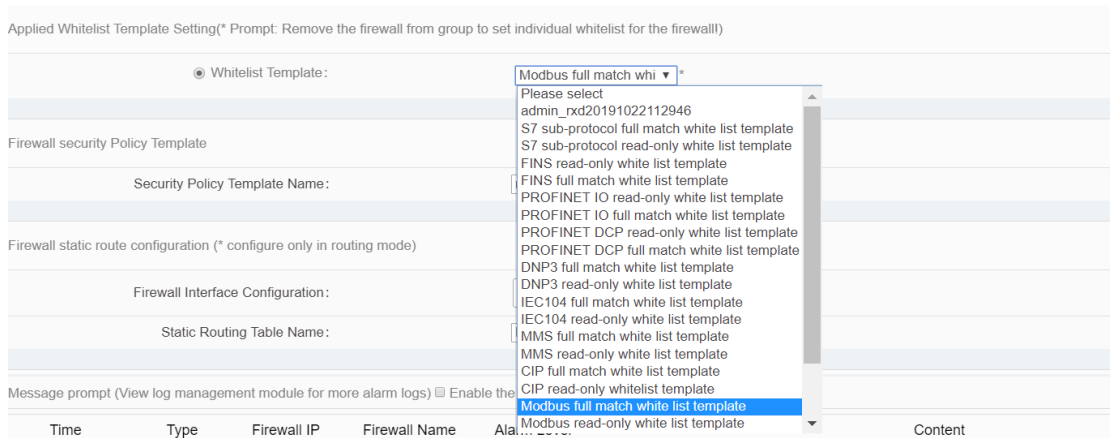 Applied Whitelist Template Setting(* Prompt: Remove the firewall from group to set individual whitelist for the firewall!)
Whitelist Template:
Modbus full match whi
*
Please select
admin_rxd20191022112946
S7 sub-protocol full match white list template
S7 sub-protocol read-only white list template
Firewall security Policy Template
FINS read-only white list template
FINS full match white list template
Security Policy Template Name:
PROFINET IO read-only white list template
PROFINET IO full match white list template
PROFINET DCP read-only white list template
Firewall static route configuration (* configure only in routing mode)
PROFINET DCP full match white list template
DNP3 full match white list template
DNP3 read-only white list template
Firewall Interface Configuration:
IEC104 full match white list template
IEC104 read-only white list template
Static Routing Table Name:
MMS full match white list template
MMS read-only white list template
CIP full match white list template
CIP read-only whitelist template
Message prompt (View log management module for more alarm logs) Enable the
Modbus full match white list template
Modbus read-only white list template
Time Type Firewall IP Firewall Name Content